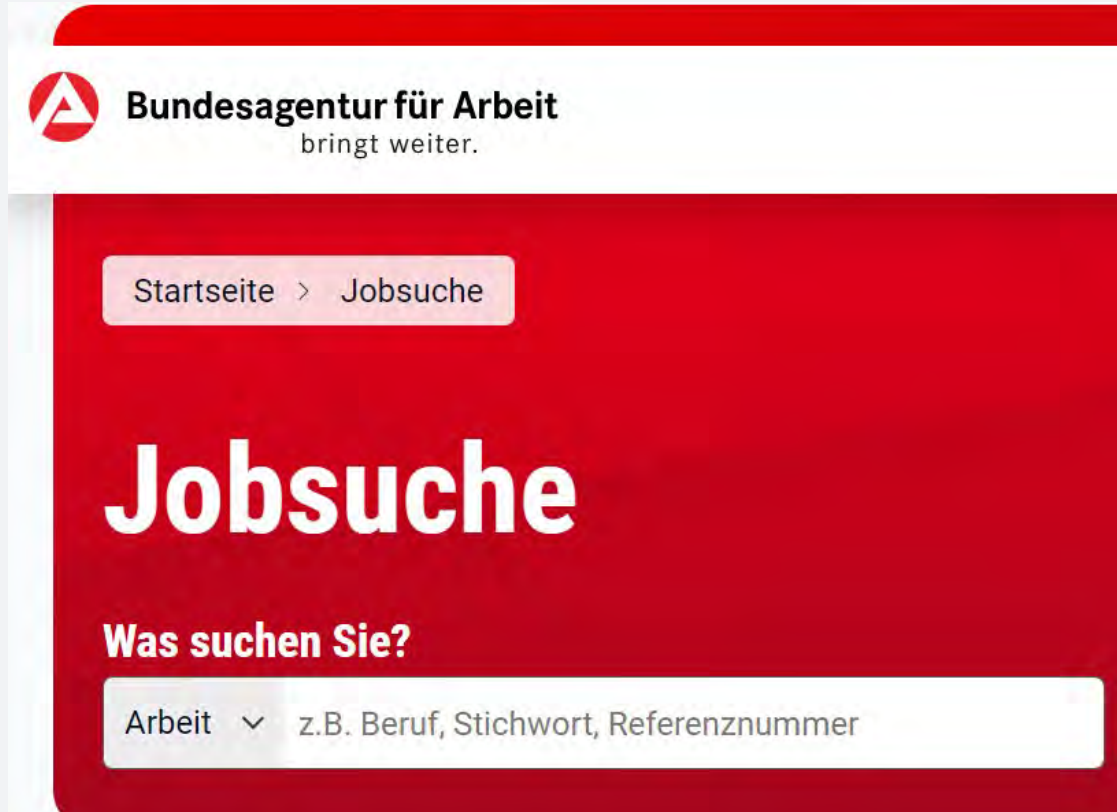 Bundesagentur für Arbeit
bringt weiter.
Startseite > Jobsuche
Jobsuche
Was suchen Sie?
Arbeit z.B. Beruf, Stichwort, Referenznummer